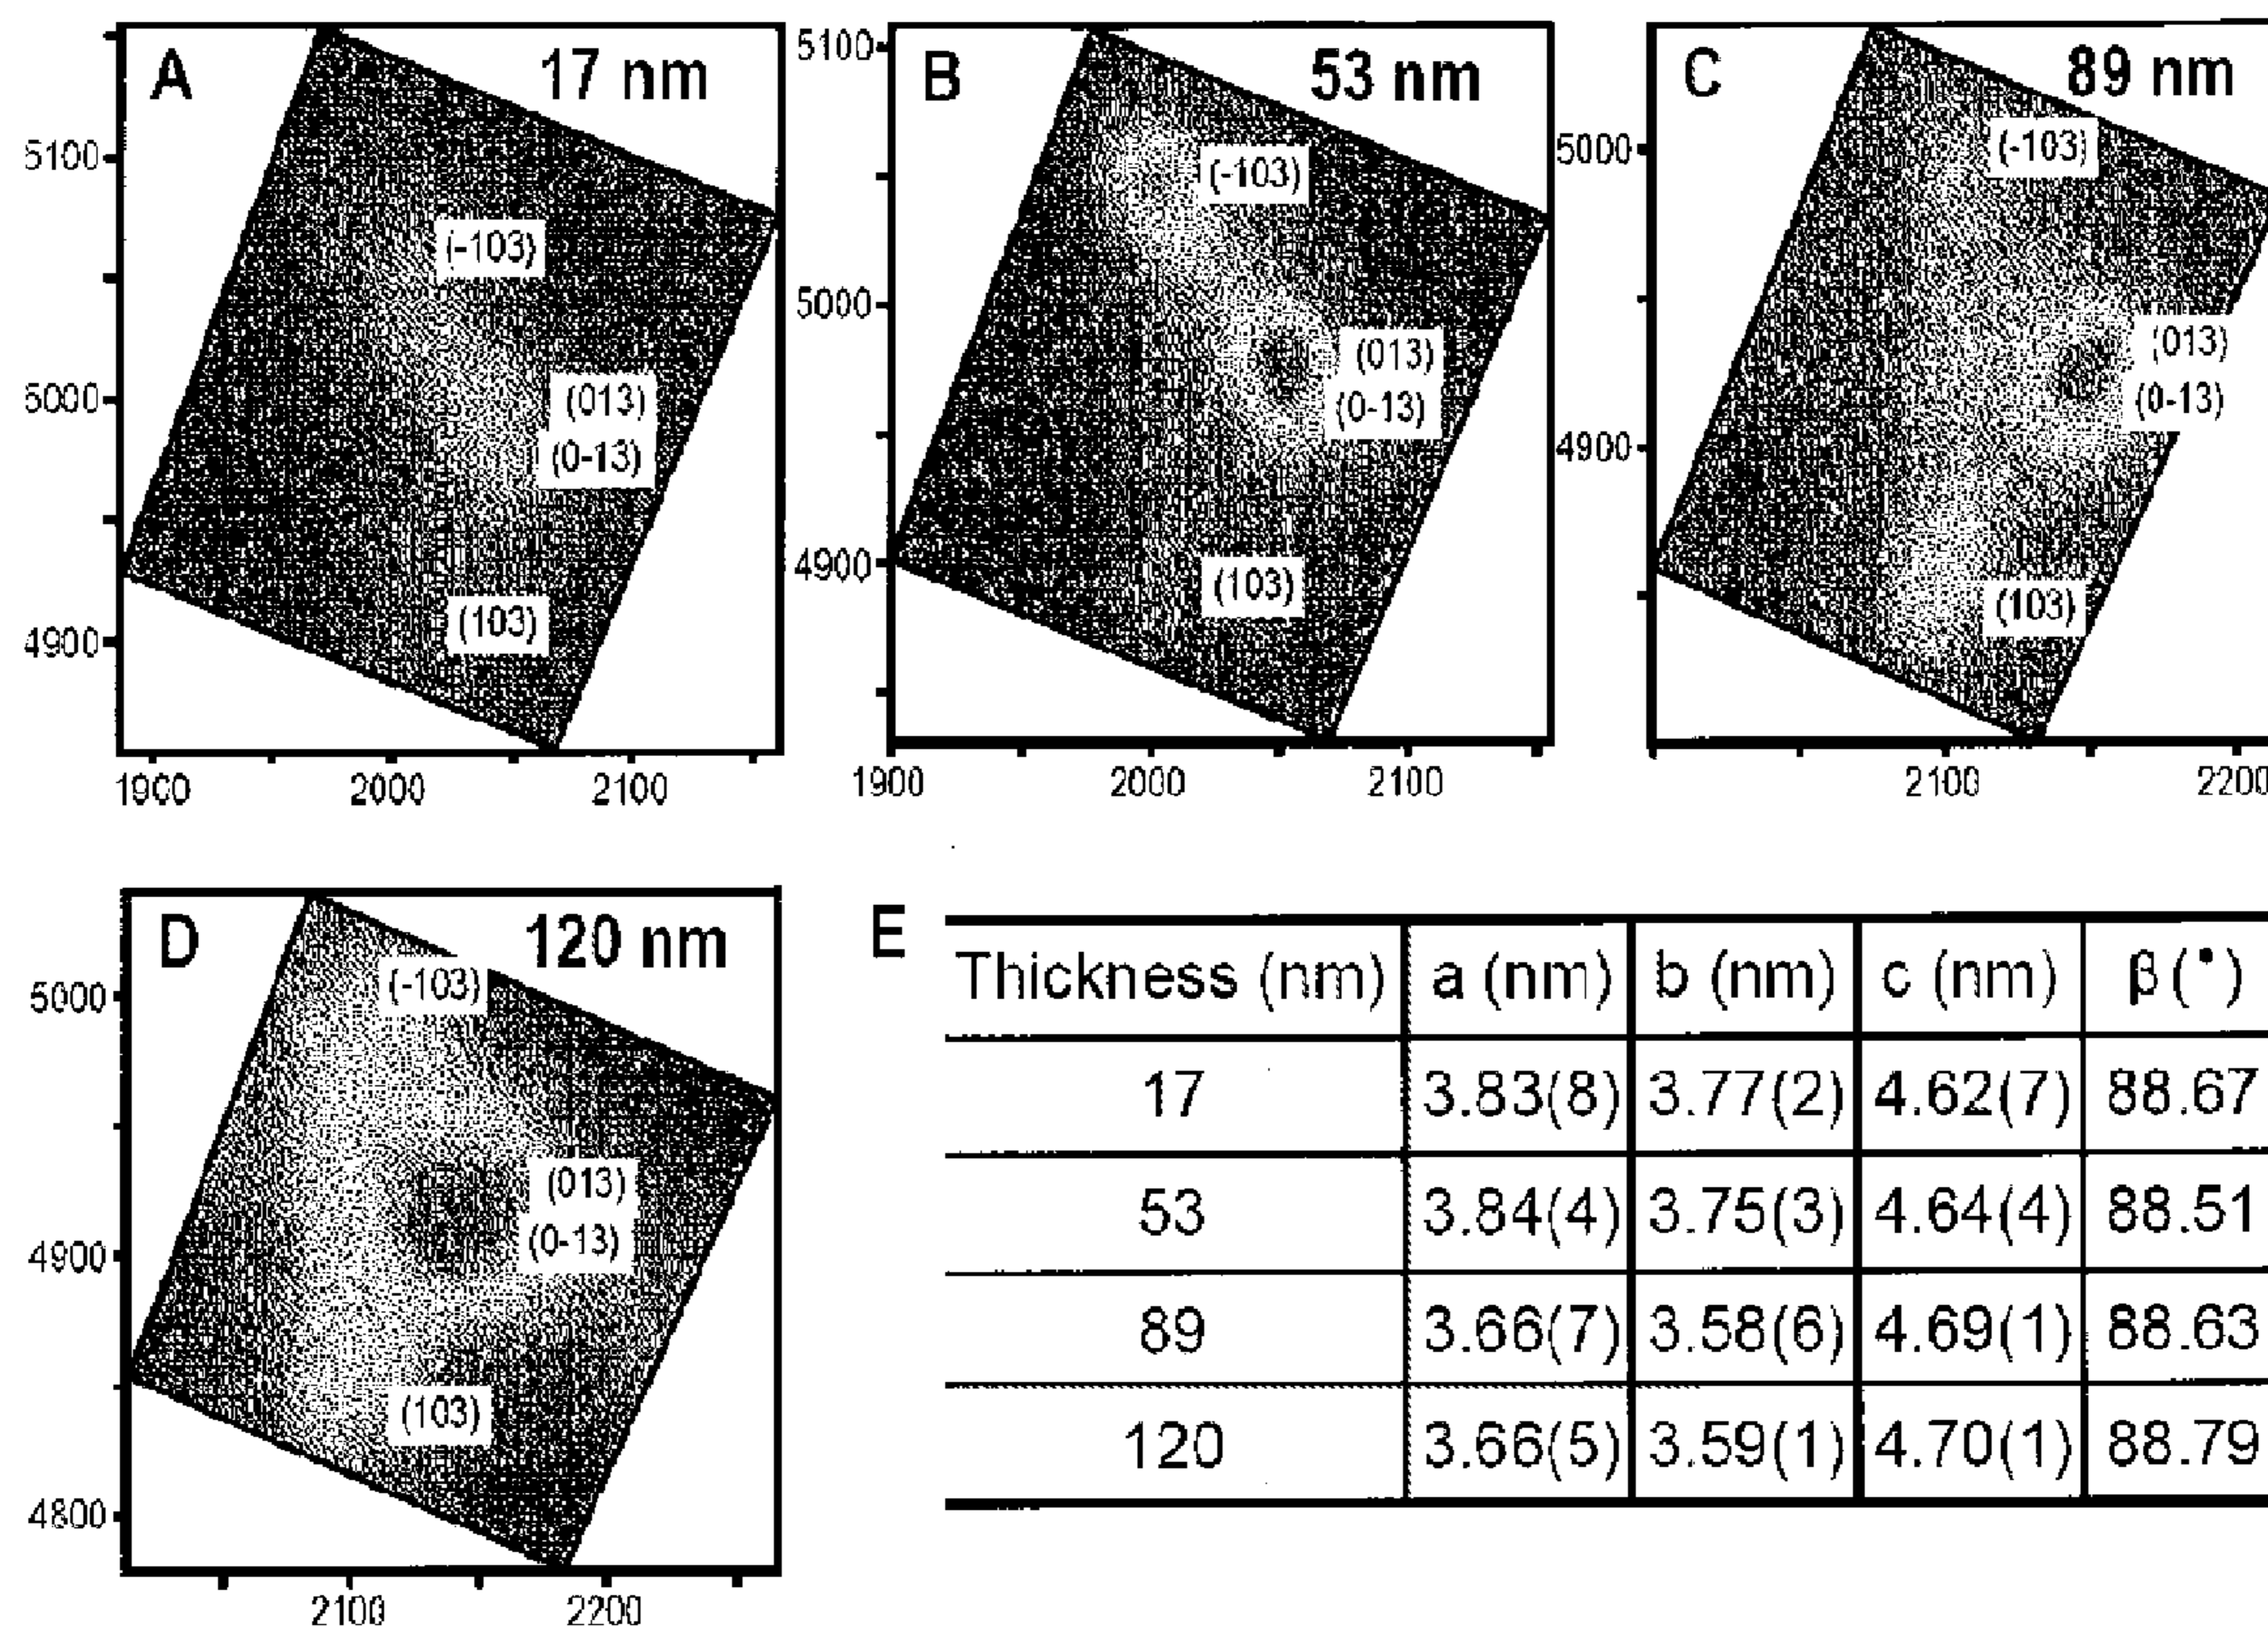 A 17 nm
5100
(-103)
5000
(013)
(0-13)
(103)
4900
1900 2000 2100
B 53 nm
5100
(-103)
5000
(013)
(0-13)
4900
(103)
1900 2000 2100
C 89 nm
5000
(-103)
(013)
(0-13)
4900
(103)
2100 2200
D 120 nm
5000
(-103)
(013)
(0-13)
4900
(103)
4800
2100 2200
E
Thickness (nm) a (nm) b (nm) c (nm) β (°)
17 3.83(8) 3.77(2) 4.62(7) 88.67
53 3.84(4) 3.75(3) 4.64(4) 88.51
89 3.66(7) 3.58(6) 4.69(1) 88.63
120 3.66(5) 3.59(1) 4.70(1) 88.79